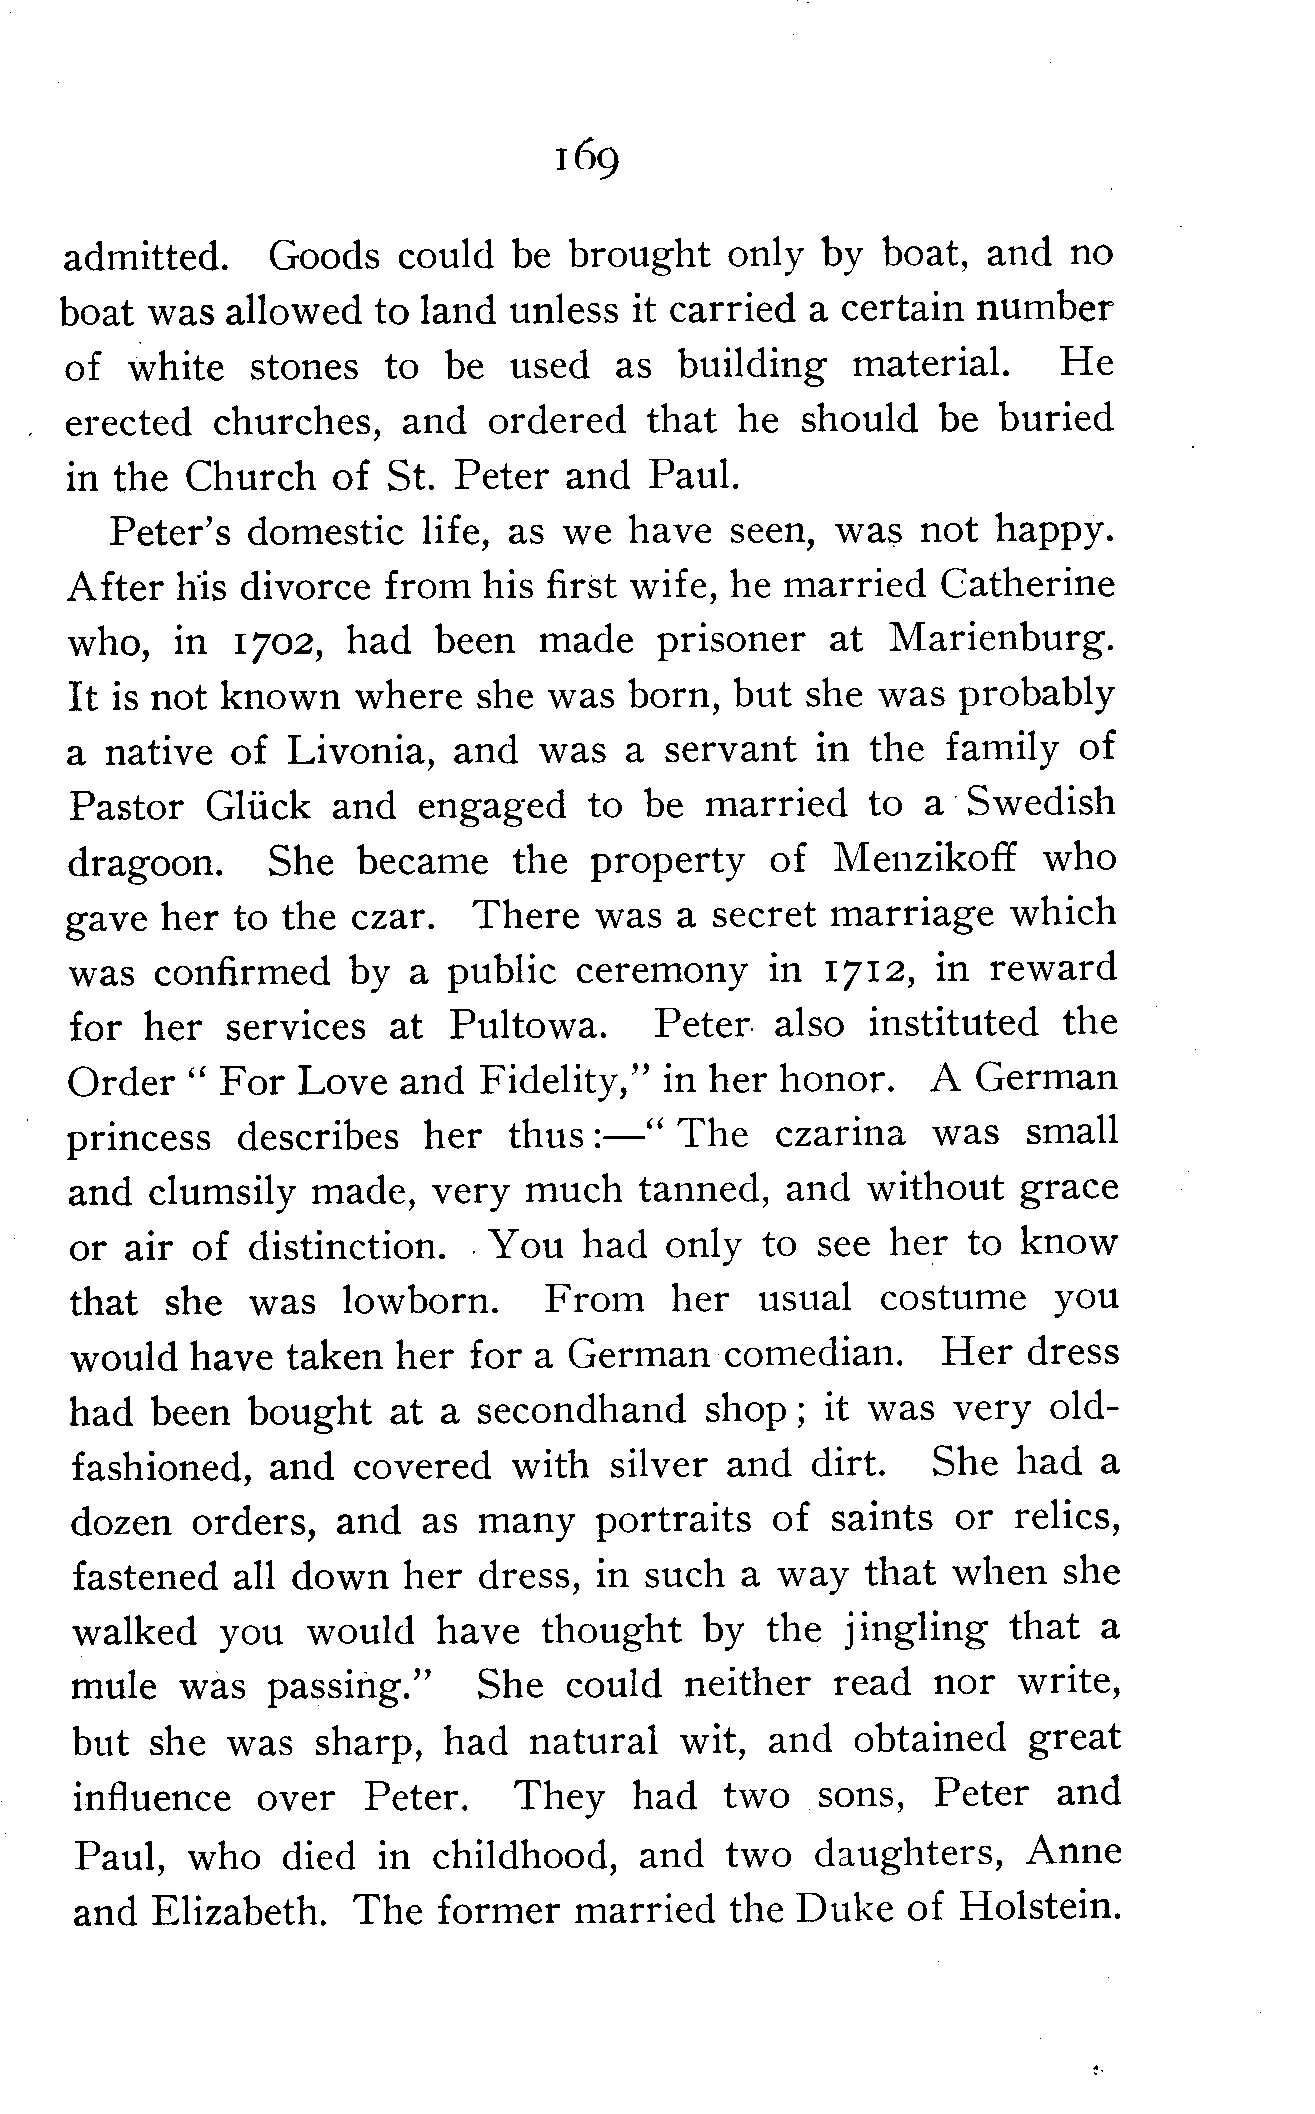 169
admitted. Goods could be brought only by boat, and no
boat was allowed to land unless it carried a certain number
of white stones to be used as building material. He
erected churches, and ordered that he should be buried
in the Church of St. Peter and Paul.
Peter's domestic life, as we have seen, was not happy.
After his divorce from his first wife, he married Catherine
who, in 1702, had been made prisoner at Marienburg.
It is not known where she was born, but she was probably
a native of Livonia, and was a servant in the family of
Pastor Glück and engaged to be married to a Swedish
dragoon. She became the property of Menzikoff who
gave her to the czar. There was a secret marriage which
was confirmed by a public ceremony in 1712, in reward
for her services at Pultowa. Peter also instituted the
Order “ For Love and Fidelity,” in her honor. A German
princess describes her thus:—“ The czarina was small
and clumsily made, very much tanned, and without grace
or air of distinction. You had only to see her to know
that she was lowborn. From her usual costume you
would have taken her for a German comedian. Her dress
had been bought at a secondhand shop; it was very old-
fashioned, and covered with silver and dirt. She had a
dozen orders, and as many portraits of saints or relics,
fastened all down her dress, in such a way that when she
walked you would have thought by the jingling that a
mule was passing.” She could neither read nor write,
but she was sharp, had natural wit, and obtained great
influence over Peter. They had two sons, Peter and
Paul, who died in childhood, and two daughters, Anne
and Elizabeth. The former married the Duke of Holstein.